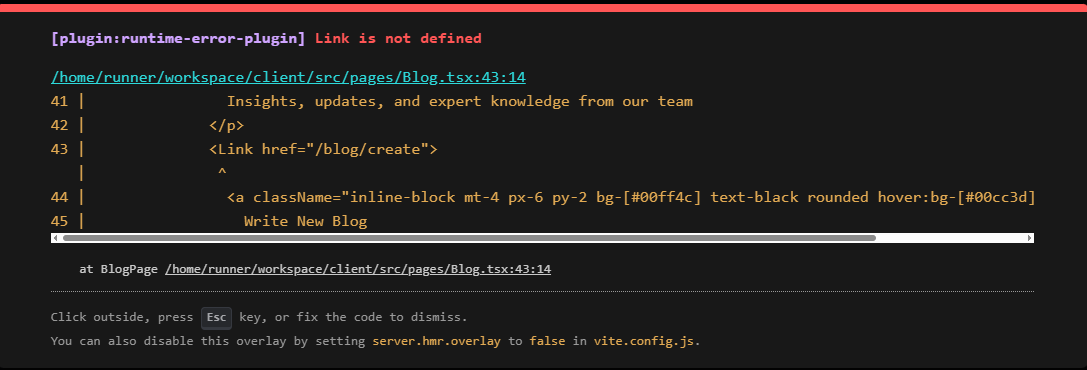 [plugin:runtime-error-plugin] Link is not defined
/home/runner/workspace/client/src/pages/Blog.tsx:43:14
41 |                Insights, updates, and expert knowledge from our team
42 |              </p>
43 |              <Link href="/blog/create">
   |               ^
44 |                <a className="inline-block mt-4 px-6 py-2 bg-[#00ff4c] text-black rounded hover:bg-[#00cc3d]
45 |                  Write New Blog
at BlogPage /home/runner/workspace/client/src/pages/Blog.tsx:43:14
Click outside, press Esc key, or fix the code to dismiss.
You can also disable this overlay by setting server.hmr.overlay to false in vite.config.js.